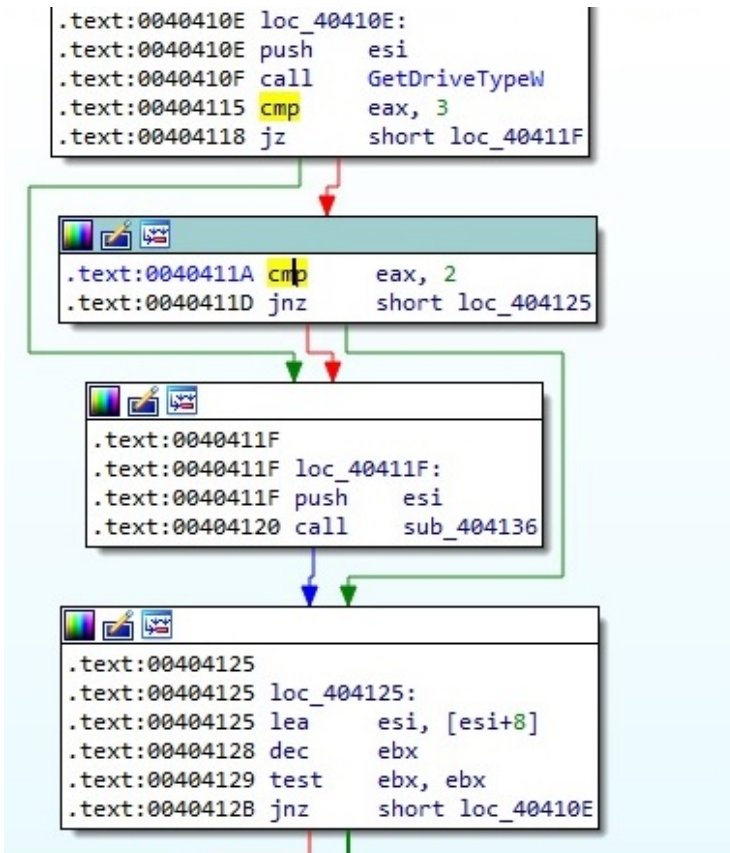 .text:0040410E loc_40410E:
.text:0040410E push esi
.text:0040410F call GetDriveTypeW
.text:00404115 cmp eax, 3
.text:00404118 jz short loc_40411F
.text:0040411A cmp eax, 2
.text:0040411D jnz short loc_404125
.text:0040411F
.text:0040411F loc_40411F:
.text:0040411F push esi
.text:00404120 call sub_404136
.text:00404125
.text:00404125 loc_404125:
.text:00404125 lea esi, [esi+8]
.text:00404128 dec ebx
.text:00404129 test ebx, ebx
.text:0040412B jnz short loc_40410E